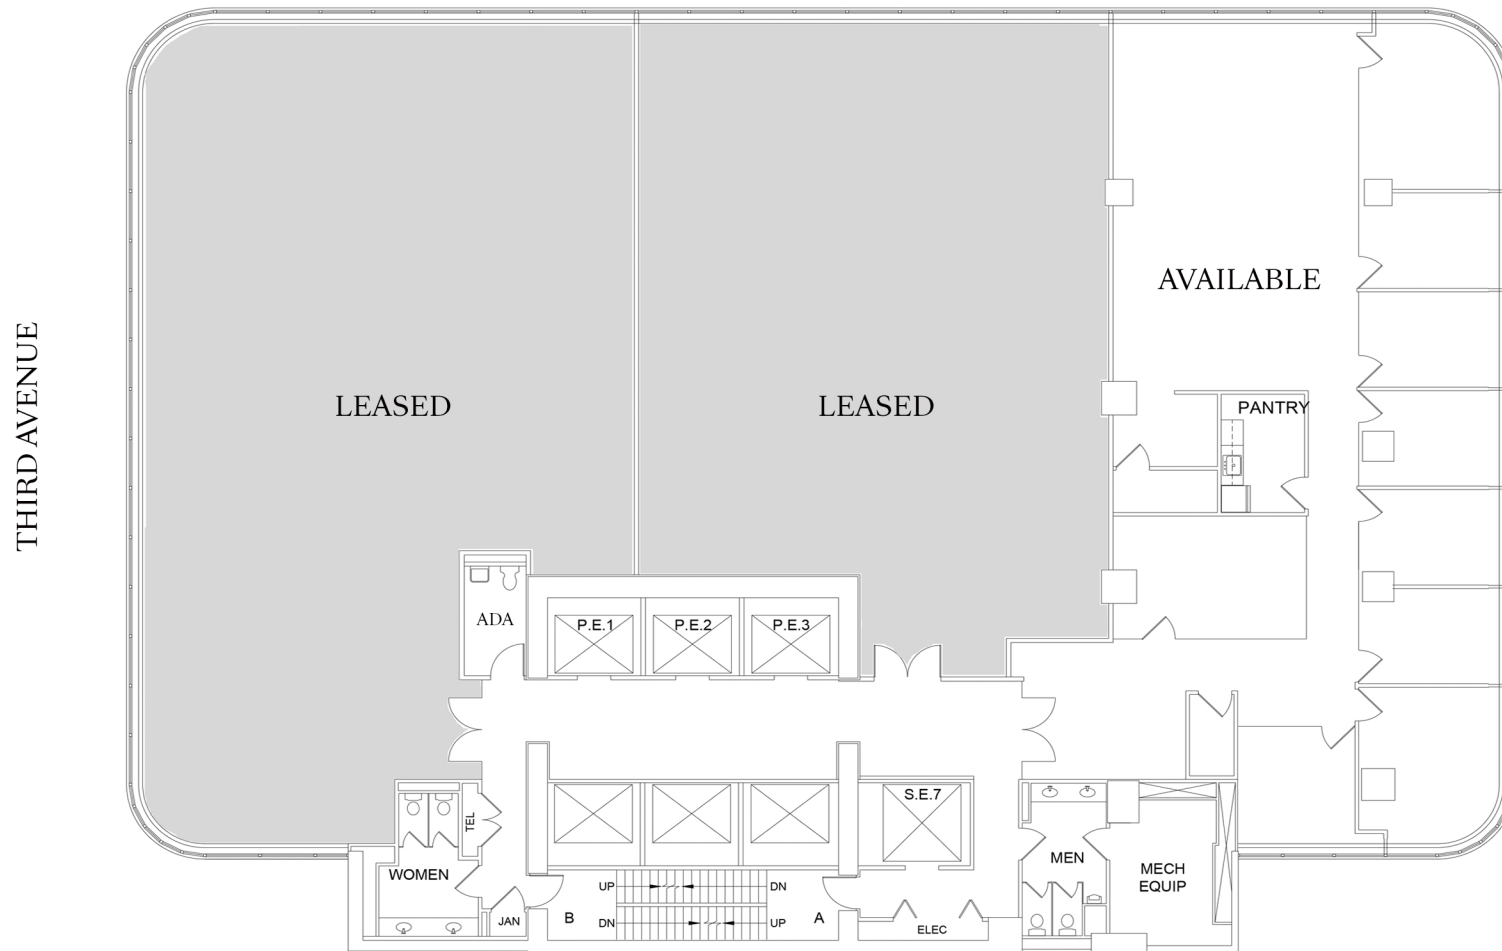 THIRD AVENUE
AVAILABLE
LEASED
LEASED
PANTRY
ADA
P.E.1
P.E.2
P.E.3
S.E.7
TEL
WOMEN
MEN
MECH
EQUIP
UP
DN
B
A
JAN
DN
UP
ELEC